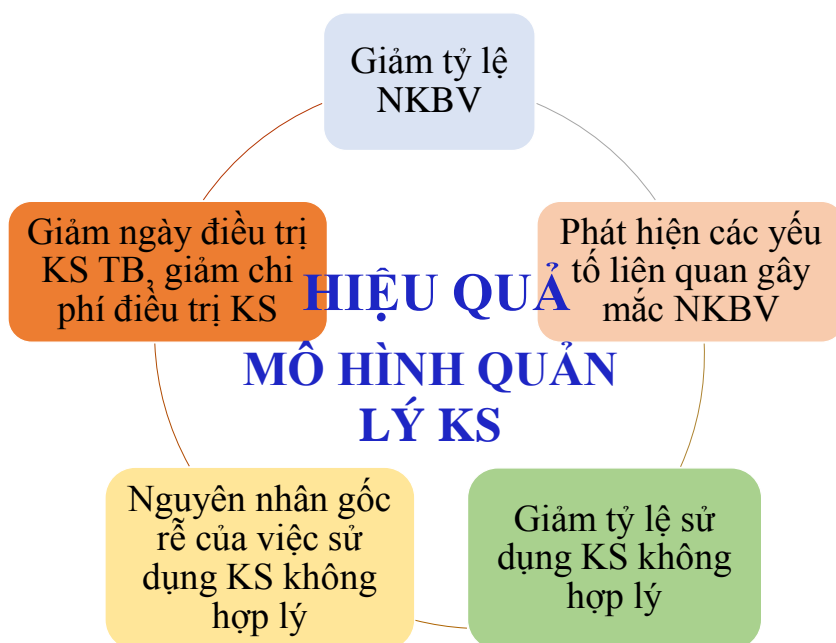 Giảm tỷ lệ
NKBV
Giảm ngày điều trị
KS TB, giảm chi
phí điều trị KS
Phát hiện các yếu
tố liên quan gây
mắc NKBV
HIỆU QUẢ
MÔ HÌNH QUẢN
LÝ KS
Nguyên nhân gốc
rễ của việc sử
dụng KS không
hợp lý
Giảm tỷ lệ sử
dụng KS không
hợp lý